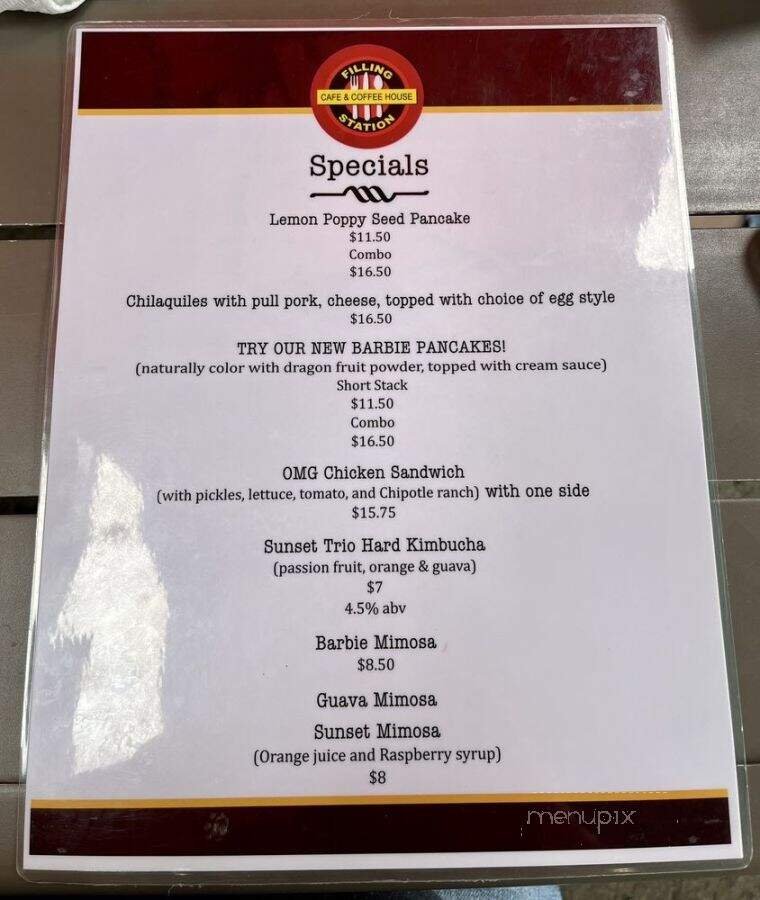 FILLING
CAFE & COFFEE HOUSE
STATION
Specials
Lemon Poppy Seed Pancake
$11.50
Combo
$16.50
Chilaquiles with pull pork, cheese, topped with choice of egg style
$16.50
TRY OUR NEW BARBIE PANCAKES!
(naturally color with dragon fruit powder, topped with cream sauce)
Short Stack
$11.50
Combo
$16.50
OMG Chicken Sandwich
(with pickles, lettuce, tomato, and Chipotle ranch) with one side
$15.75
Sunset Trio Hard Kimbucha
(passion fruit, orange & guava)
$7
4.5% abv
Barbie Mimosa
$8.50
Guava Mimosa
Sunset Mimosa
(Orange juice and Raspberry syrup)
$8
menupix